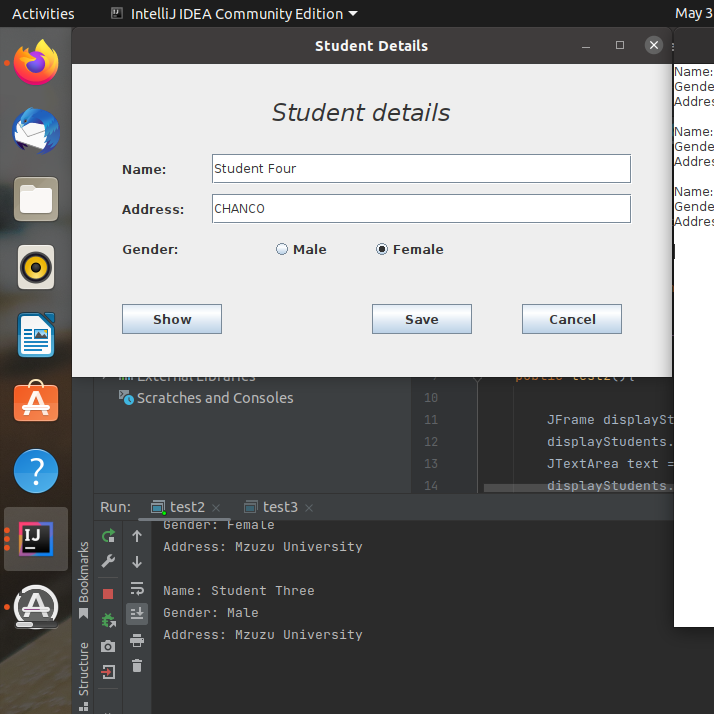 Activities
IntelliJ IDEA Community Edition
May 3
Student Details
Student details
Name:
Student Four
Address:
CHANCO
Gender:
Male
Female
Show
Save
Cancel
Name:
Gende
Addres
Name:
Gende
Addres
Name:
Gende
Addres
External Libraries
Scratches and Consoles
public test2(){
10
11 JFrame displaySt
12 displayStudents.
13 JTextArea text =
14 displayStudents.
Run:
test2
test3
Gender: Female
Address: Mzuzu University
Name: Student Three
Gender: Male
Address: Mzuzu University
Bookmarks
Structure
IJ